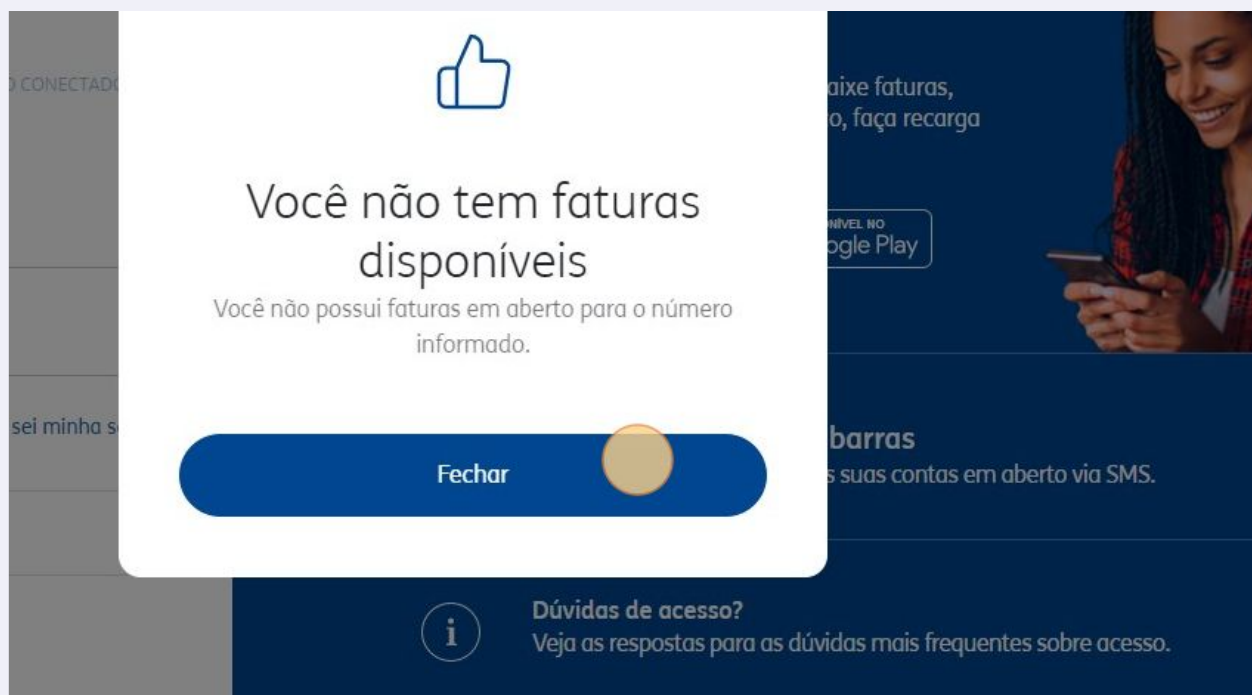 O CONECTADO
aixe faturas,
o, faça recarga
Você não tem faturas
disponíveis
Você não possui faturas em aberto para o número
informado.
ONÍVEL NO
ogle Play
sei minha s
barras
s suas contas em aberto via SMS.
Fechar
i
Dúvidas de acesso?
Veja as respostas para as dúvidas mais frequentes sobre acesso.